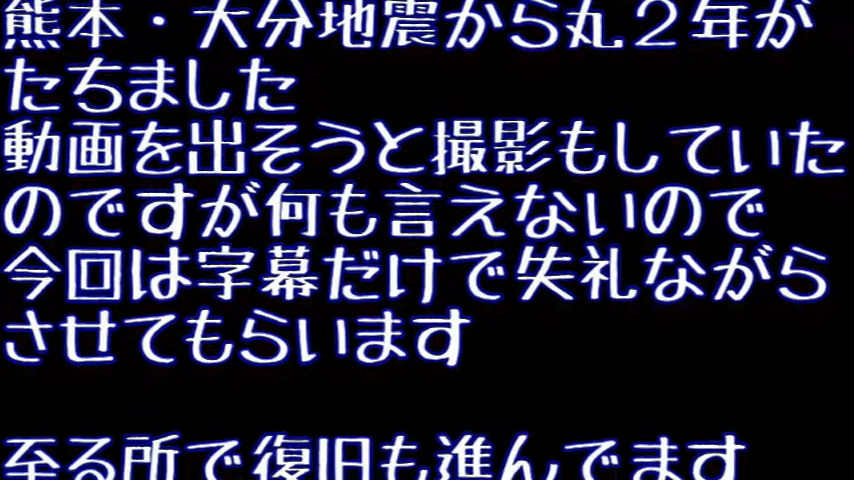 熊本・大分地震から丸２年が
たちました
動画を出そうと撮影もしていた
のですが何も言えないので
今回は字幕だけで失礼ながら
させてもらいます
至る所で復旧も進んでます